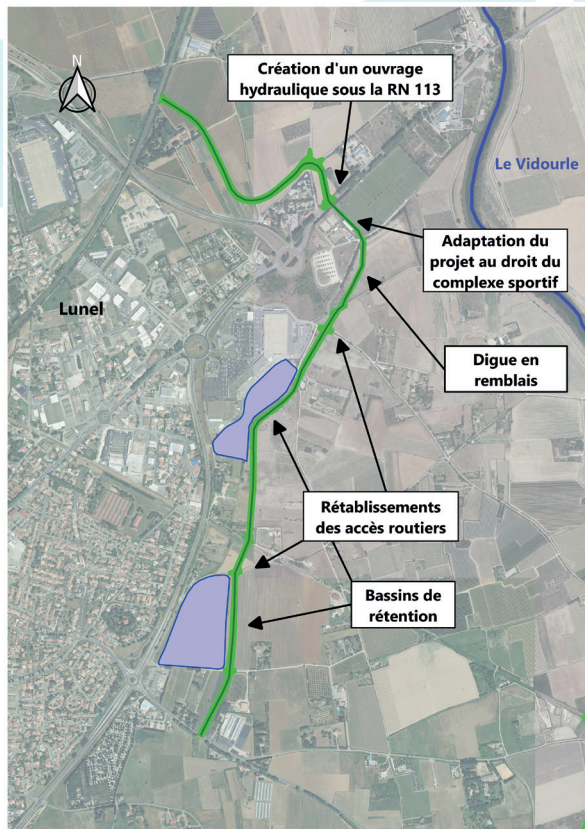 N
Création d'un ouvrage
hydraulique sous la RN 113
Le Vidourle
Adaptation du
projet au droit du
complexe sportif
Lunel
Digue en
remblais
Rétablissements
des accès routiers
Bassins de
rétention